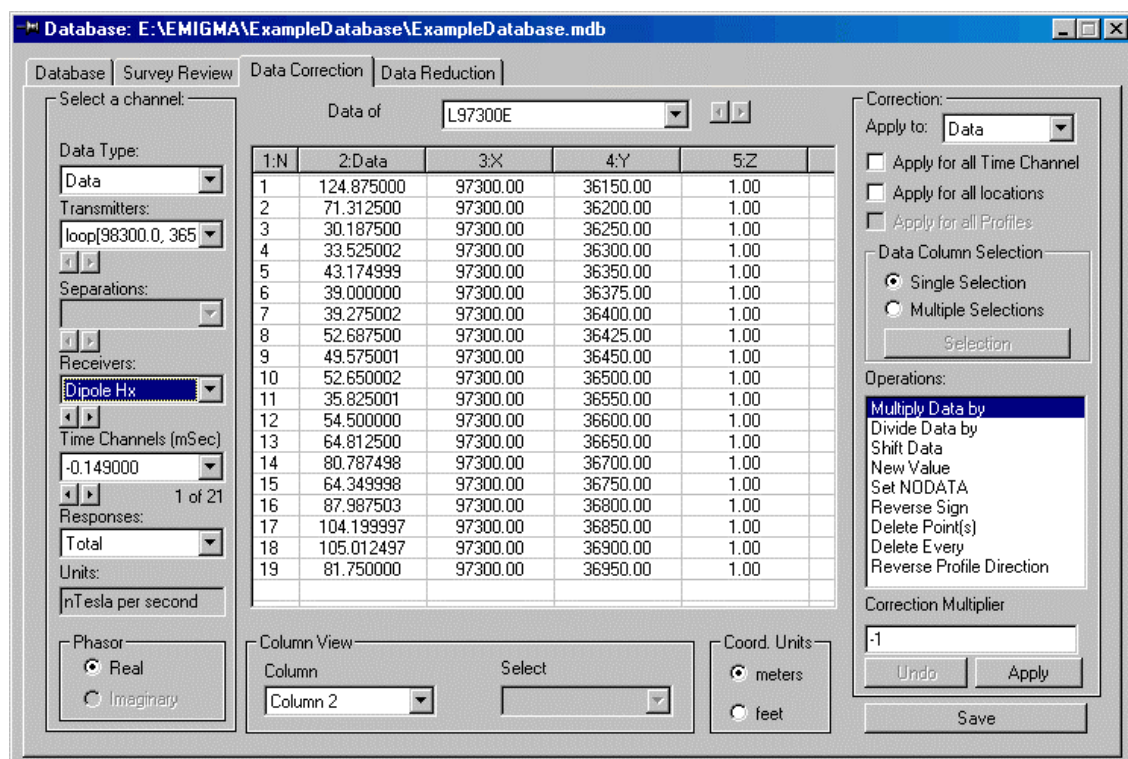 Database: E:\EMIGMA\ExampleDatabase\ExampleDatabase.mdb
Database
Survey Review
Data Correction
Data Reduction
Select a channel:
Data Type:
Data
Transmitters:
loop[98300.0, 365
Separations:
Receivers:
Dipole Hx
Time Channels (mSec)
-0.149000
1 of 21
Responses:
Total
Units:
nTesla per second
Phasor
Real
Imaginary
Data of
L97300E
1:N 2:Data 3:X 4:Y 5:Z
1 124.875000 97300.00 36150.00 1.00
2 71.312500 97300.00 36200.00 1.00
3 30.187500 97300.00 36250.00 1.00
4 33.525002 97300.00 36300.00 1.00
5 43.174999 97300.00 36350.00 1.00
6 39.000000 97300.00 36375.00 1.00
7 39.275002 97300.00 36400.00 1.00
8 52.687500 97300.00 36425.00 1.00
9 49.575001 97300.00 36450.00 1.00
10 52.650002 97300.00 36500.00 1.00
11 35.825001 97300.00 36550.00 1.00
12 54.500000 97300.00 36600.00 1.00
13 64.812500 97300.00 36650.00 1.00
14 80.787498 97300.00 36700.00 1.00
15 64.349998 97300.00 36750.00 1.00
16 87.987503 97300.00 36800.00 1.00
17 104.199997 97300.00 36850.00 1.00
18 105.012497 97300.00 36900.00 1.00
19 81.750000 97300.00 36950.00 1.00
Column View
Column
Column 2
Select
Coord. Units
meters
feet
Correction:
Apply to:
Data
Apply for all Time Channel
Apply for all locations
Apply for all Profiles
Data Column Selection
Single Selection
Multiple Selections
Selection
Operations:
Multiply Data by
Divide Data by
Shift Data
New Value
Set NODATA
Reverse Sign
Delete Point(s)
Delete Every
Reverse Profile Direction
Correction Multiplier
-1
Undo
Apply
Save